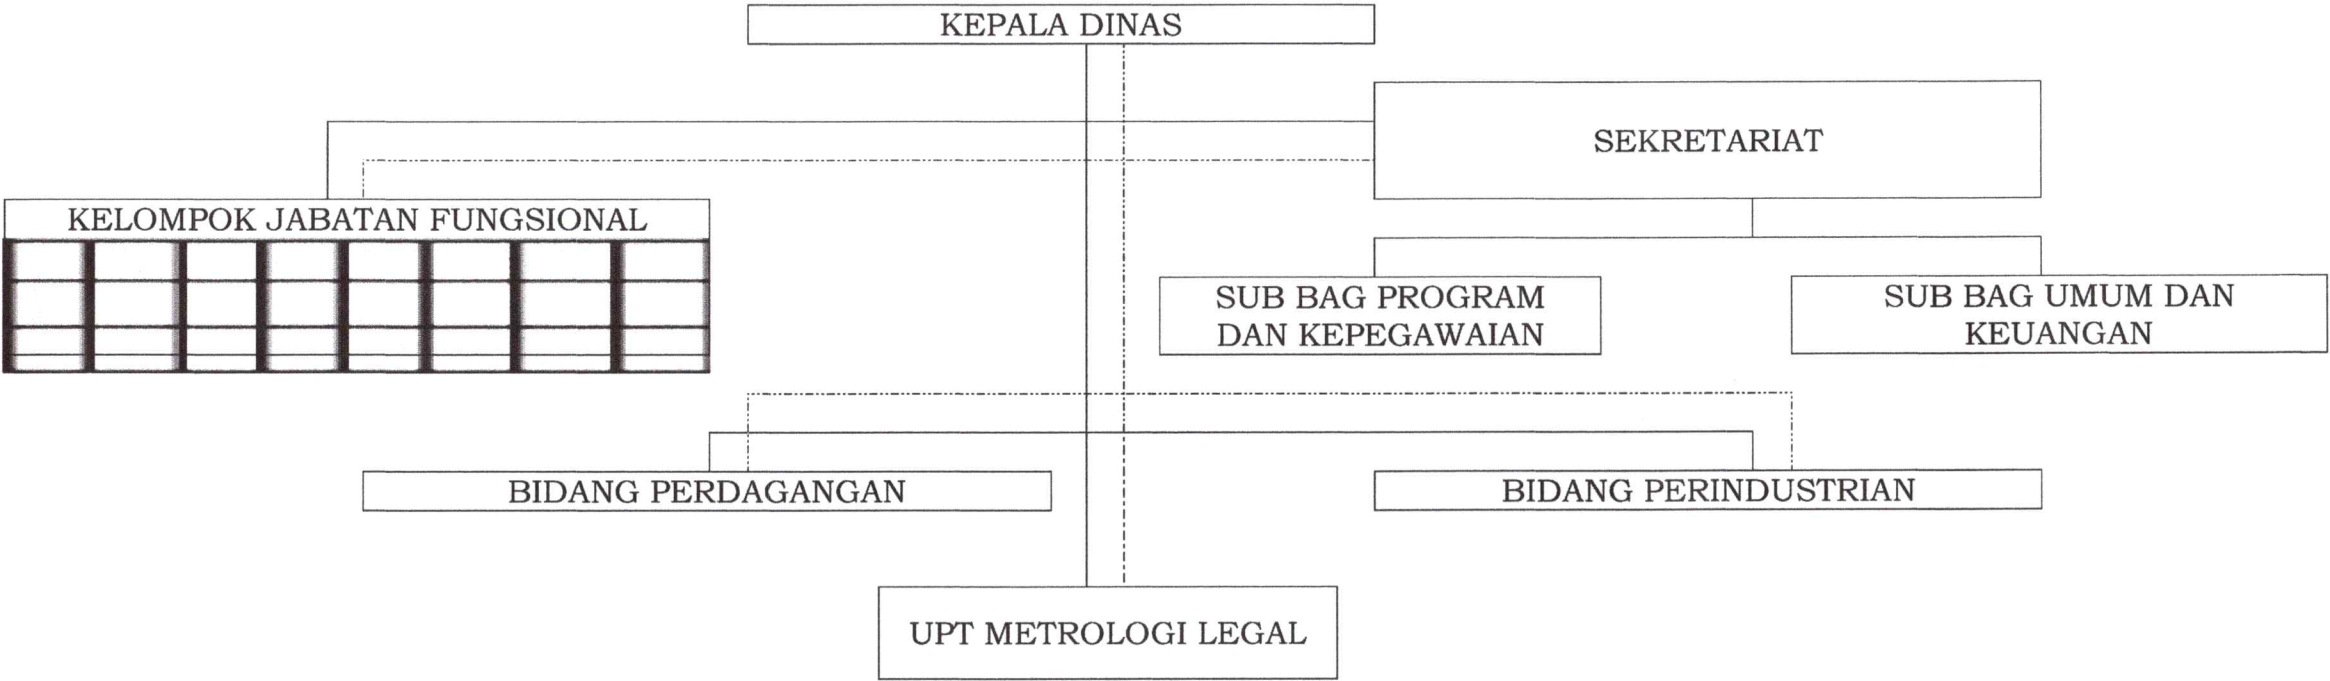 KEPALA DINAS
SEKRETARIAT
KELOMPOK JABATAN FUNGSIONAL
SUB BAG PROGRAM
DAN KEPEGAWAIAN
SUB BAG UMUM DAN
KEUANGAN
BIDANG PERDAGANGAN
BIDANG PERINDUSTRIAN
UPT METROLOGI LEGAL